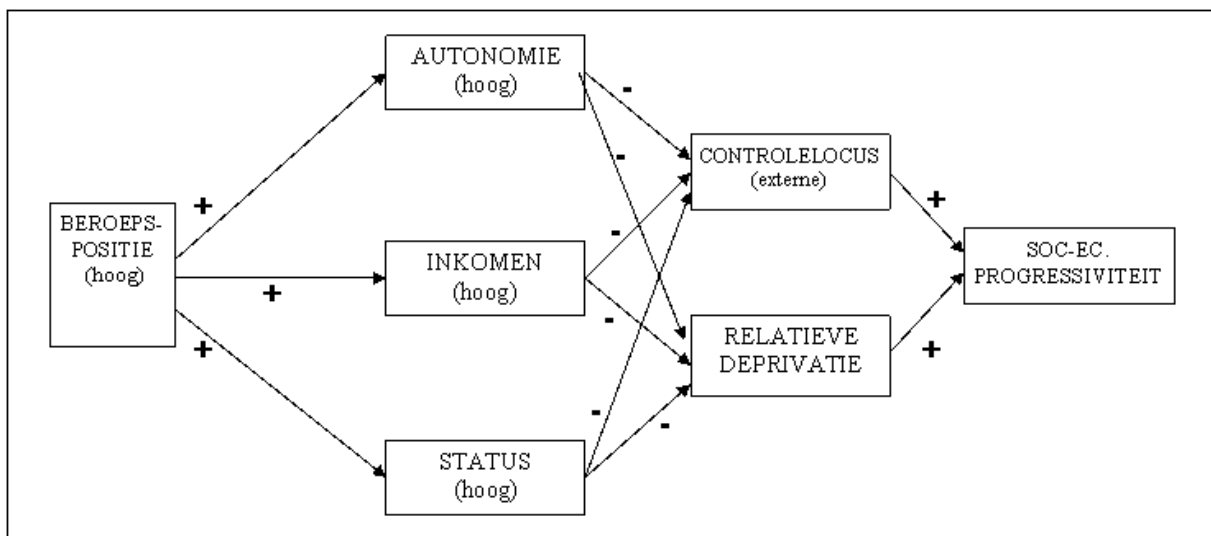 AUTONOMIE
(hoog)
-
-
CONTROLELOCUS
(externe)
+
+
BEROEPS-
POSITIE
(hoog)
-
INKOMEN
(hoog)
SOC-EC.
PROGRESSIVITEIT
+
-
RELATIEVE
DEPRIVATIE
+
+
-
-
STATUS
(hoog)